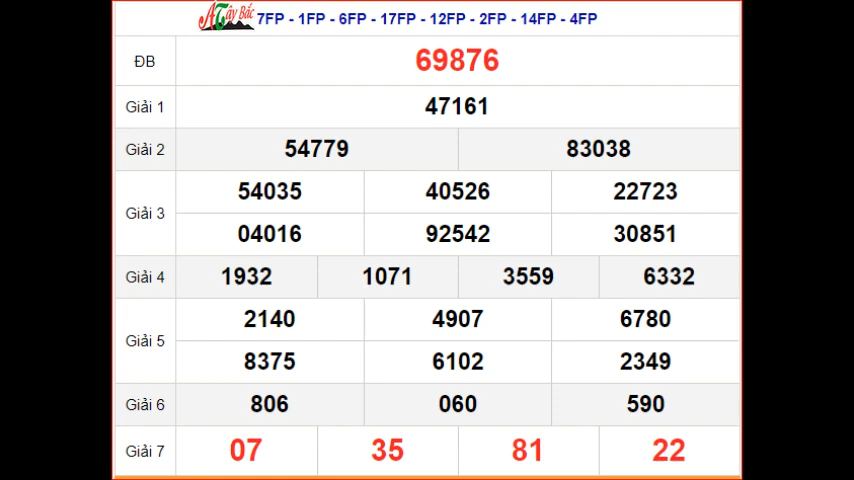 ATây Bắc 7FP - 1FP - 6FP - 17FP - 12FP - 2FP - 14FP - 4FP
ĐB 69876
Giải 1 47161
Giải 2 54779 83038
Giải 3 54035 40526 22723
04016 92542 30851
Giải 4 1932 1071 3559 6332
Giải 5 2140 4907 6780
8375 6102 2349
Giải 6 806 060 590
Giải 7 07 35 81 22